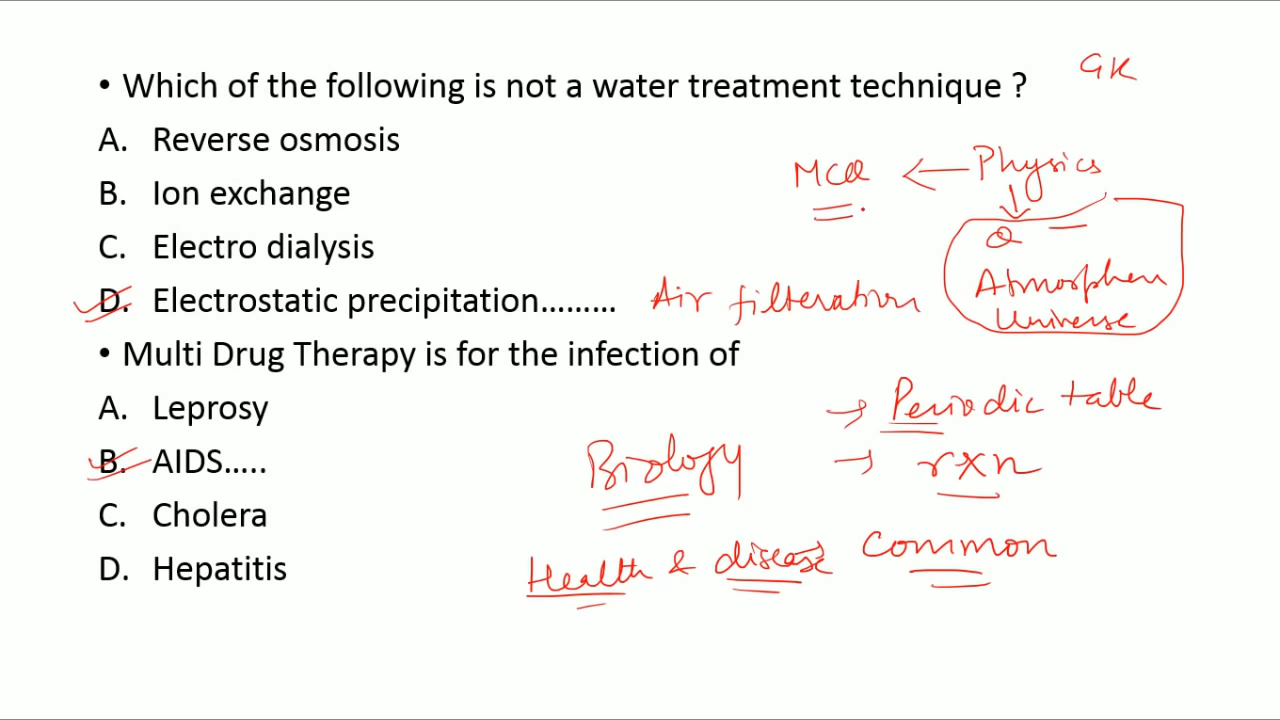 • Which of the following is not a water treatment technique ?
GK
A. Reverse osmosis
B. Ion exchange
C. Electro dialysis
D. Electrostatic precipitation......... Air filteration
MCQ ← Physics
↓
Q
Atmosphere
Universe
• Multi Drug Therapy is for the infection of
A. Leprosy
B. AIDS.....
C. Cholera
D. Hepatitis
→ Periodic table
Biology → rxn
Health & disease common